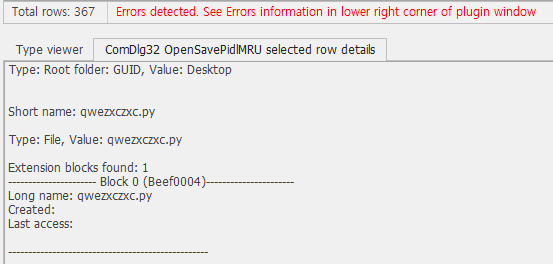 Total rows: 367 Errors detected. See Errors information in lower right corner of plugin window
Type viewer ComDlg32 OpenSavePidlMRU selected row details
Type: Root folder: GUID, Value: Desktop
Short name: qwezxczxc.py
Type: File, Value: qwezxczxc.py
Extension blocks found: 1
---------------------- Block 0 (Beef0004)----------------------
Long name: qwezxczxc.py
Created:
Last access:
--------------------------------------------------